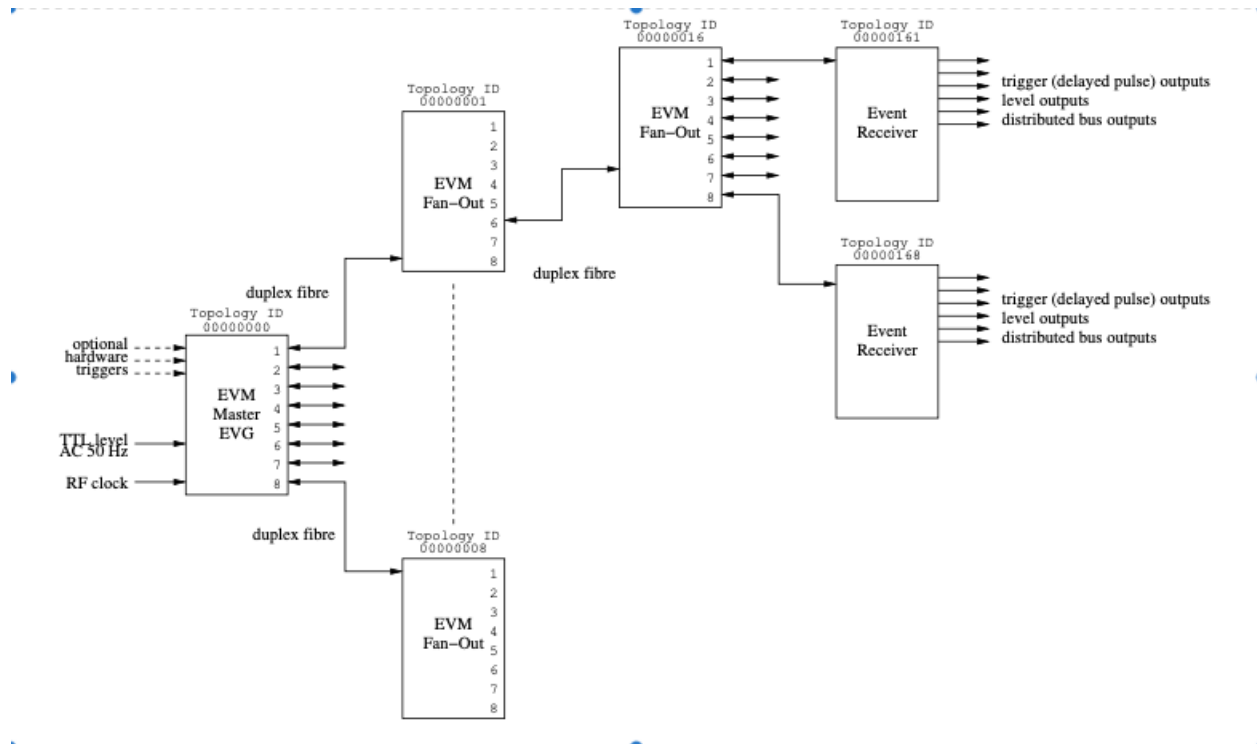 Topology ID
00000016
1
2
3
4
5
6
7
8
EVM
Fan−Out
Topology ID
00000161
Event
Receiver
trigger (delayed pulse) outputs
level outputs
distributed bus outputs
Topology ID
00000001
1
2
3
4
5
6
7
8
EVM
Fan−Out
duplex fibre
Topology ID
00000168
Event
Receiver
trigger (delayed pulse) outputs
level outputs
distributed bus outputs
duplex fibre
Topology ID
00000000
optional
hardware
triggers
TTL level
AC 50 Hz
RF clock
EVM
Master
EVG
1
2
3
4
5
6
7
8
duplex fibre
Topology ID
00000008
EVM
Fan−Out
1
2
3
4
5
6
7
8